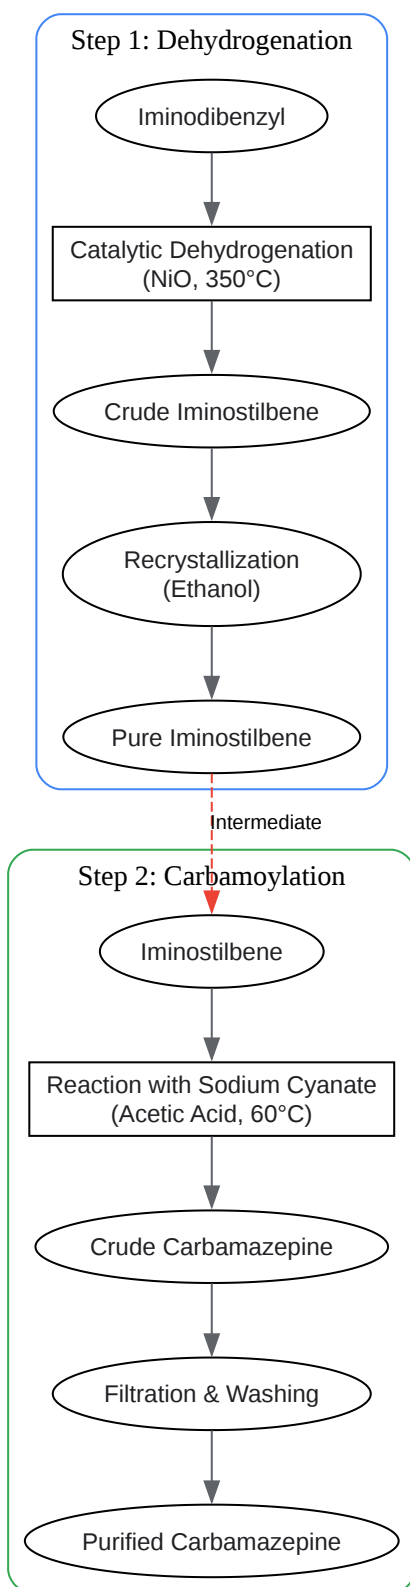 Step 1: Dehydrogenation
Iminodibenzyl
Catalytic Dehydrogenation
(NiO, 350°C)
Crude Iminostilbene
Recrystallization
(Ethanol)
Pure Iminostilbene
Intermediate
Step 2: Carbamoylation
Iminostilbene
Reaction with Sodium Cyanate
(Acetic Acid, 60°C)
Crude Carbamazepine
Filtration & Washing
Purified Carbamazepine